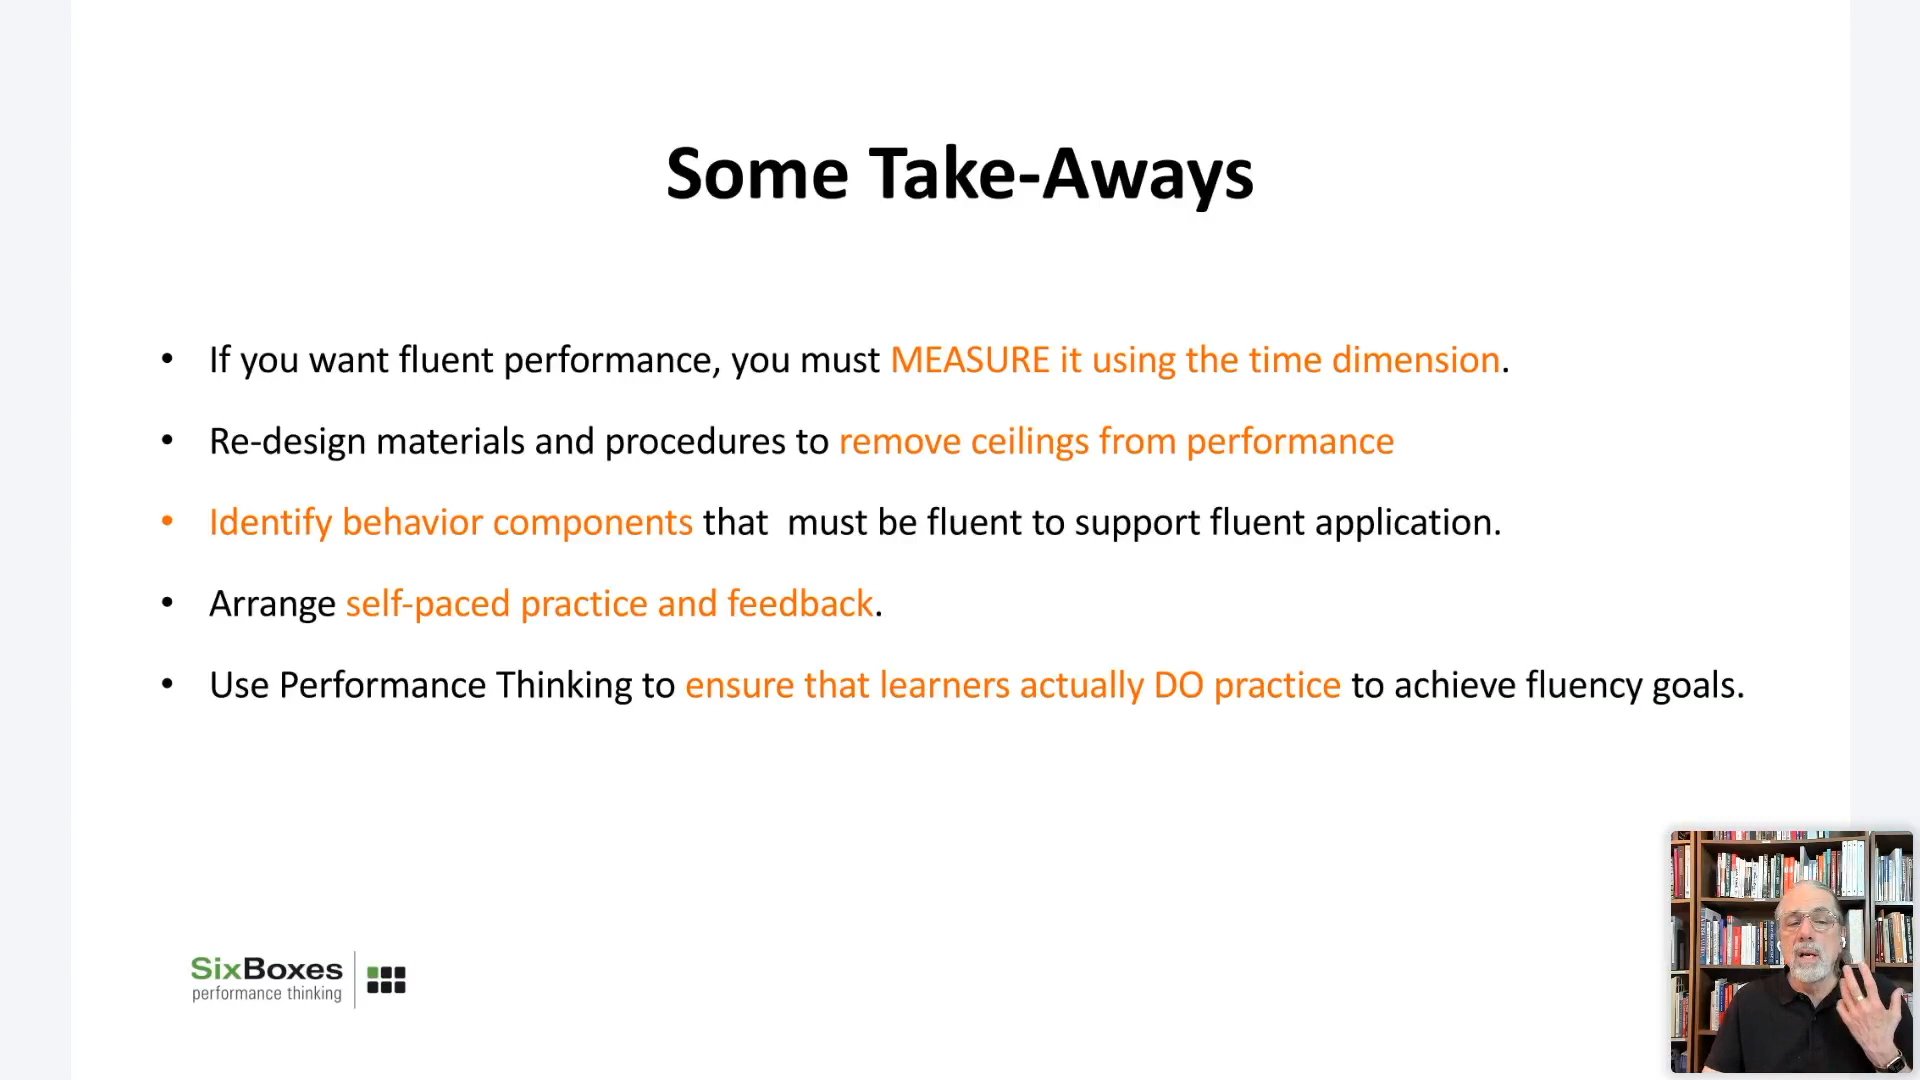 Some Take-Aways
• If you want fluent performance, you must MEASURE it using the time dimension.
• Re-design materials and procedures to remove ceilings from performance
• Identify behavior components that  must be fluent to support fluent application.
• Arrange self-paced practice and feedback.
• Use Performance Thinking to ensure that learners actually DO practice to achieve fluency goals.
SixBoxes
performance thinking